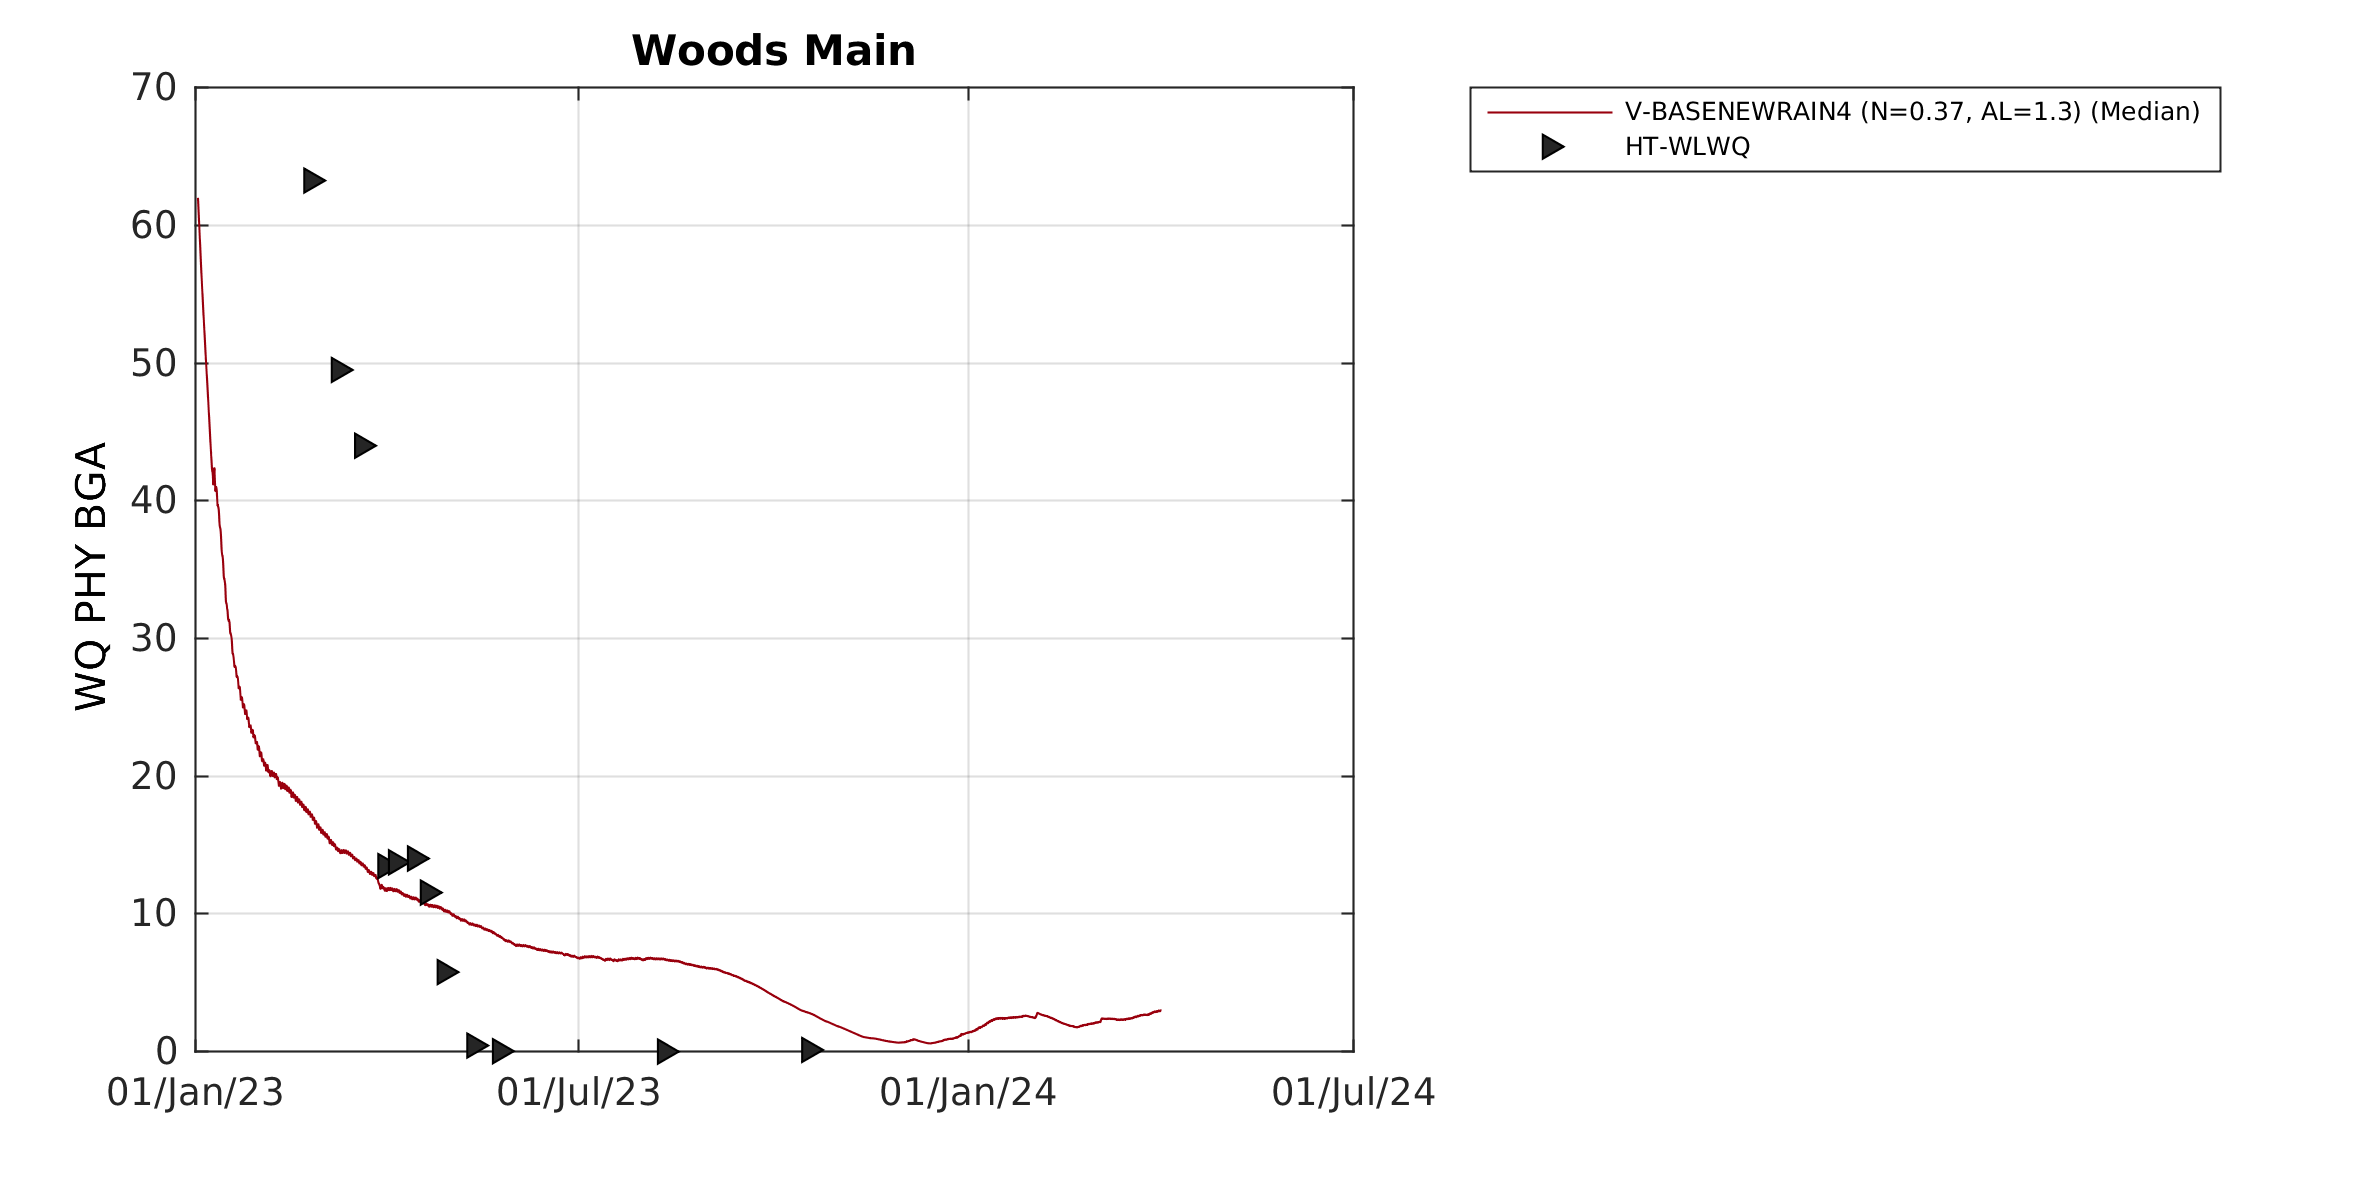 Woods Main
V-BASENEWRAIN4 (N=0.37, AL=1.3) (Median)
HT-WLWQ
WQ PHY BGA
70
60
50
40
30
20
10
0
01/Jan/23
01/Jul/23
01/Jan/24
01/Jul/24